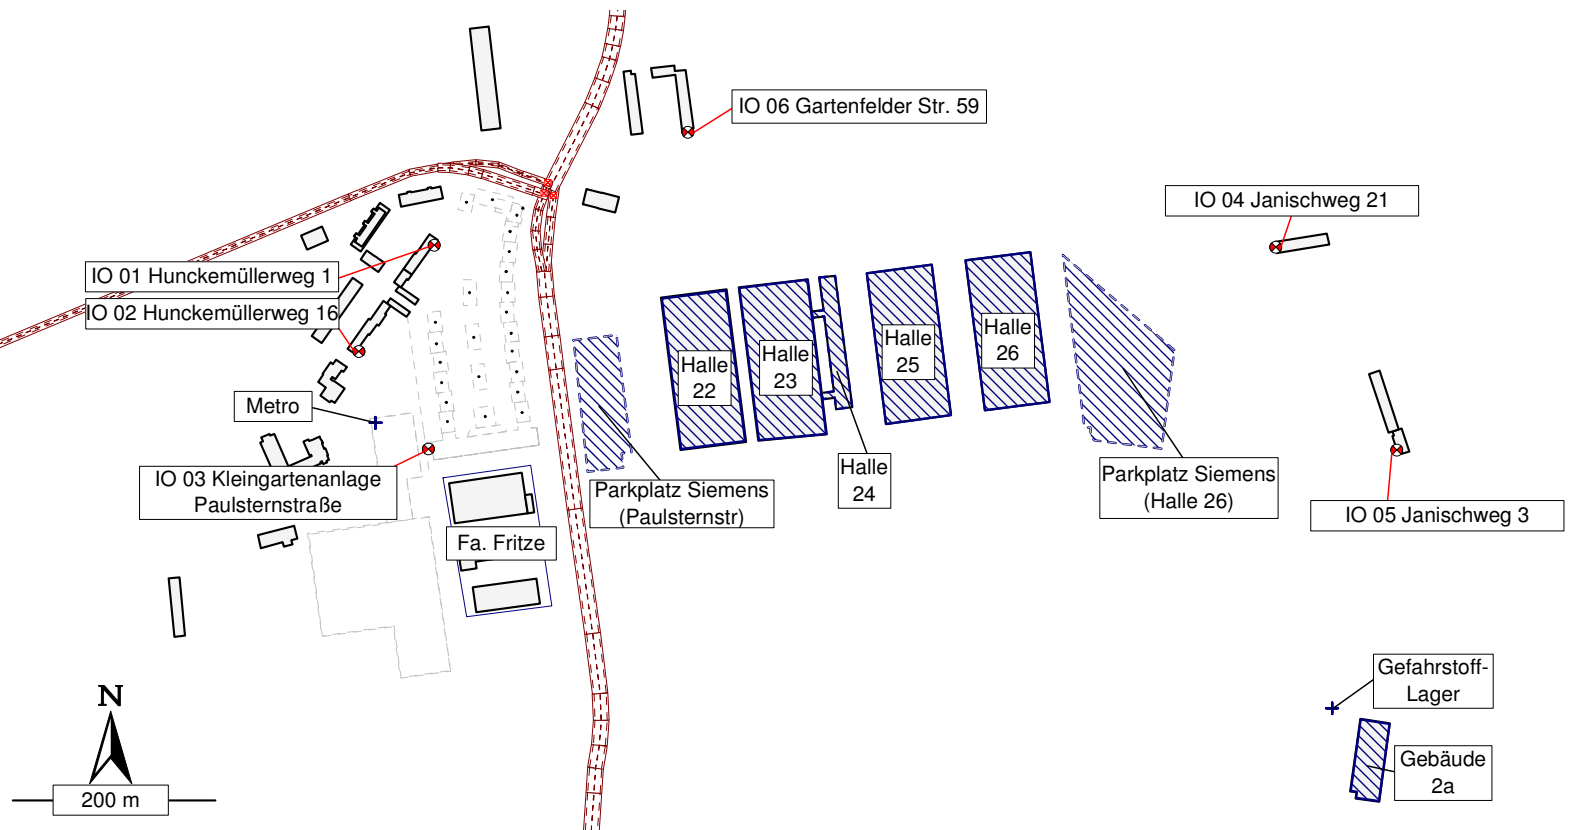 IO 06 Gartenfelder Str. 59
IO 04 Janischweg 21
IO 01 Hunckemüllerweg 1
IO 02 Hunckemüllerweg 16
Halle
22
Halle
23
Halle
25
Halle
26
Metro
IO 03 Kleingartenanlage
Paulsternstraße
Halle
24
Parkplatz Siemens
(Paulsternstr)
Parkplatz Siemens
(Halle 26)
IO 05 Janischweg 3
Fa. Fritze
Gefahrstoff-
Lager
Gebäude
2a
N
200 m